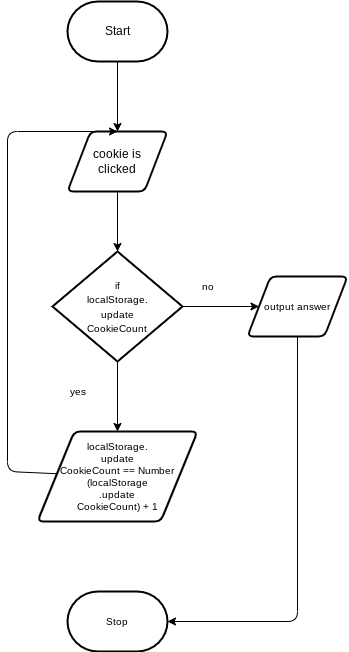 Start
cookie is
clicked
if
localStorage.
update
CookieCount
no
output answer
yes
localStorage.
update
CookieCount == Number
(localStorage
.update
CookieCount) + 1
Stop